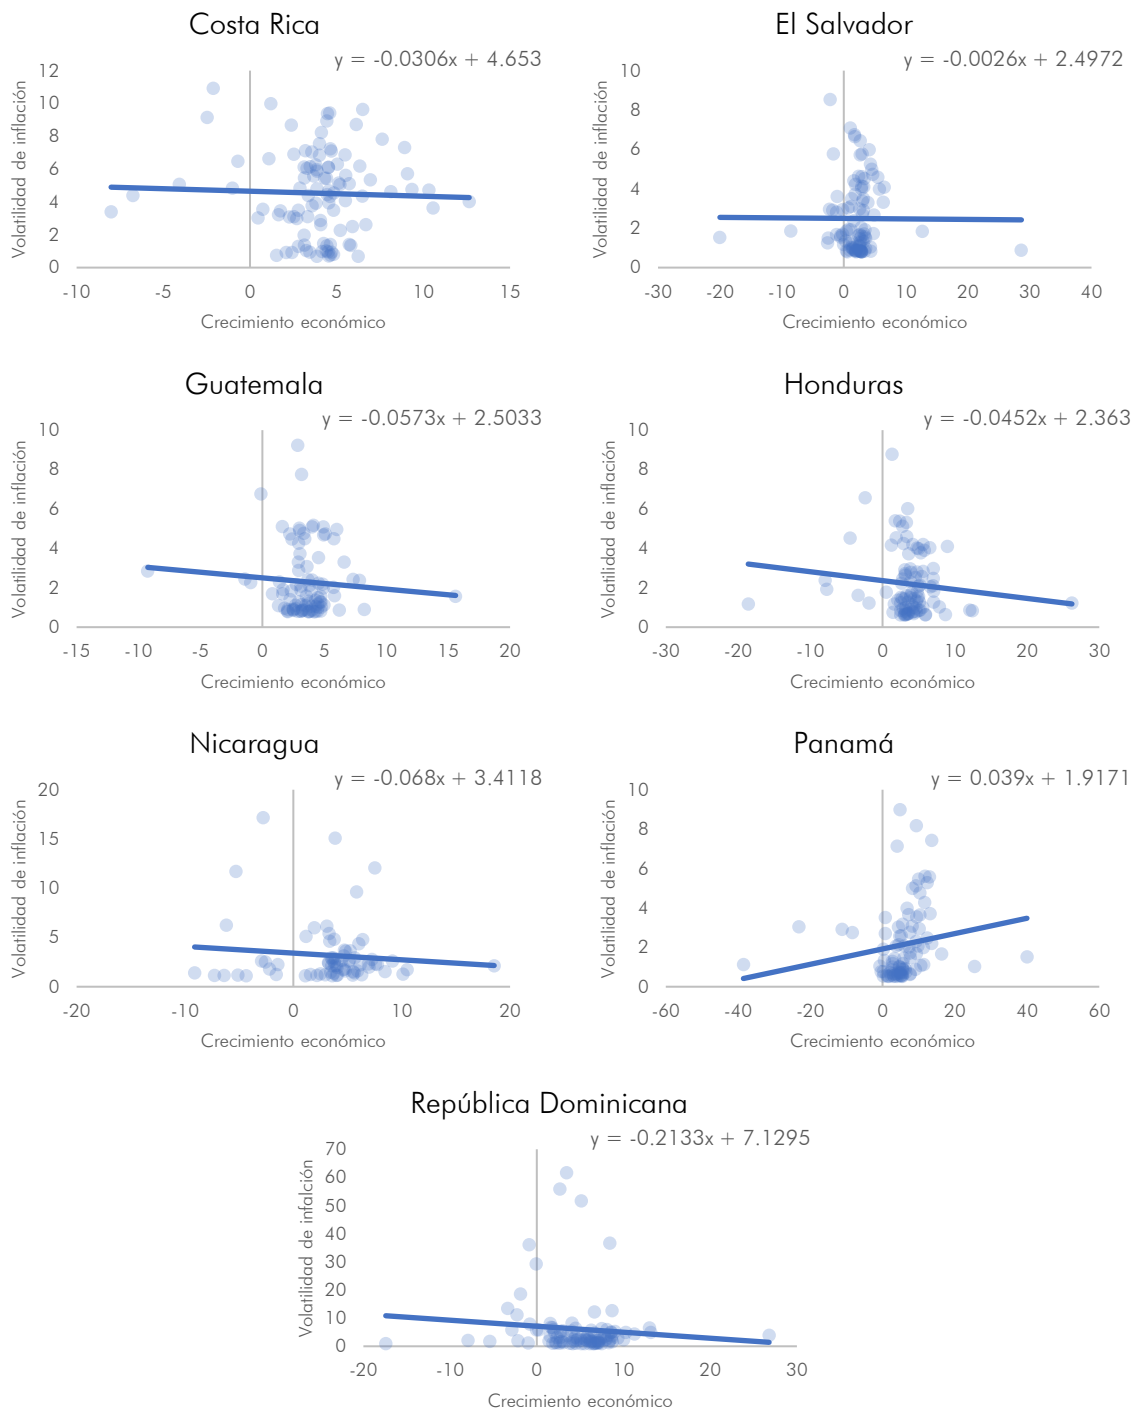 Costa Rica
y = -0.0306x + 4.653
Volatilidad de inflación
12
10
8
6
4
2
0
-10 -5 0 5 10 15
Crecimiento económico
El Salvador
y = -0.0026x + 2.4972
Volatilidad de inflación
10
8
6
4
2
0
-30 -20 -10 0 10 20 30 40
Crecimiento económico
Guatemala
y = -0.0573x + 2.5033
Volatilidad de inflación
10
8
6
4
2
0
-15 -10 -5 0 5 10 15 20
Crecimiento económico
Honduras
y = -0.0452x + 2.363
Volatilidad de inflación
10
8
6
4
2
0
-30 -20 -10 0 10 20 30
Crecimiento económico
Nicaragua
y = -0.068x + 3.4118
Volatilidad de inflación
20
15
10
5
0
-20 -10 0 10 20
Crecimiento económico
Panamá
y = 0.039x + 1.9171
Volatilidad de inflación
10
8
6
4
2
0
-60 -40 -20 0 20 40 60
Crecimiento económico
República Dominicana
y = -0.2133x + 7.1295
Volatilidad de infalción
70
60
50
40
30
20
10
0
-20 -10 0 10 20 30
Crecimiento económico